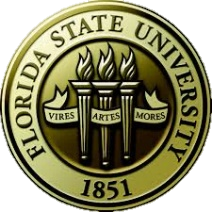 FLORIDA STATE UNIVERSITY
VIRES ARTES MORES
1851